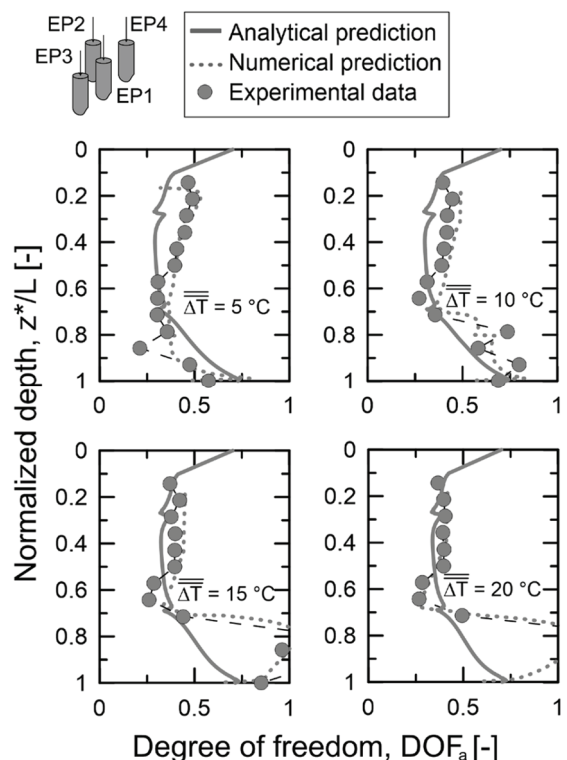 EP2 EP4
EP3
EP1
Analytical prediction
Numerical prediction
Experimental data
Normalized depth, z*/L [-]
0
0.2
0.4
0.6
0.8
1
0 0.5 1
ΔT = 5 °C
0
0.2
0.4
0.6
0.8
1
0 0.5 1
ΔT = 10 °C
0
0.2
0.4
0.6
0.8
1
0 0.5 1
ΔT = 15 °C
0
0.2
0.4
0.6
0.8
1
0 0.5 1
ΔT = 20 °C
Degree of freedom, DOFₐ [-]